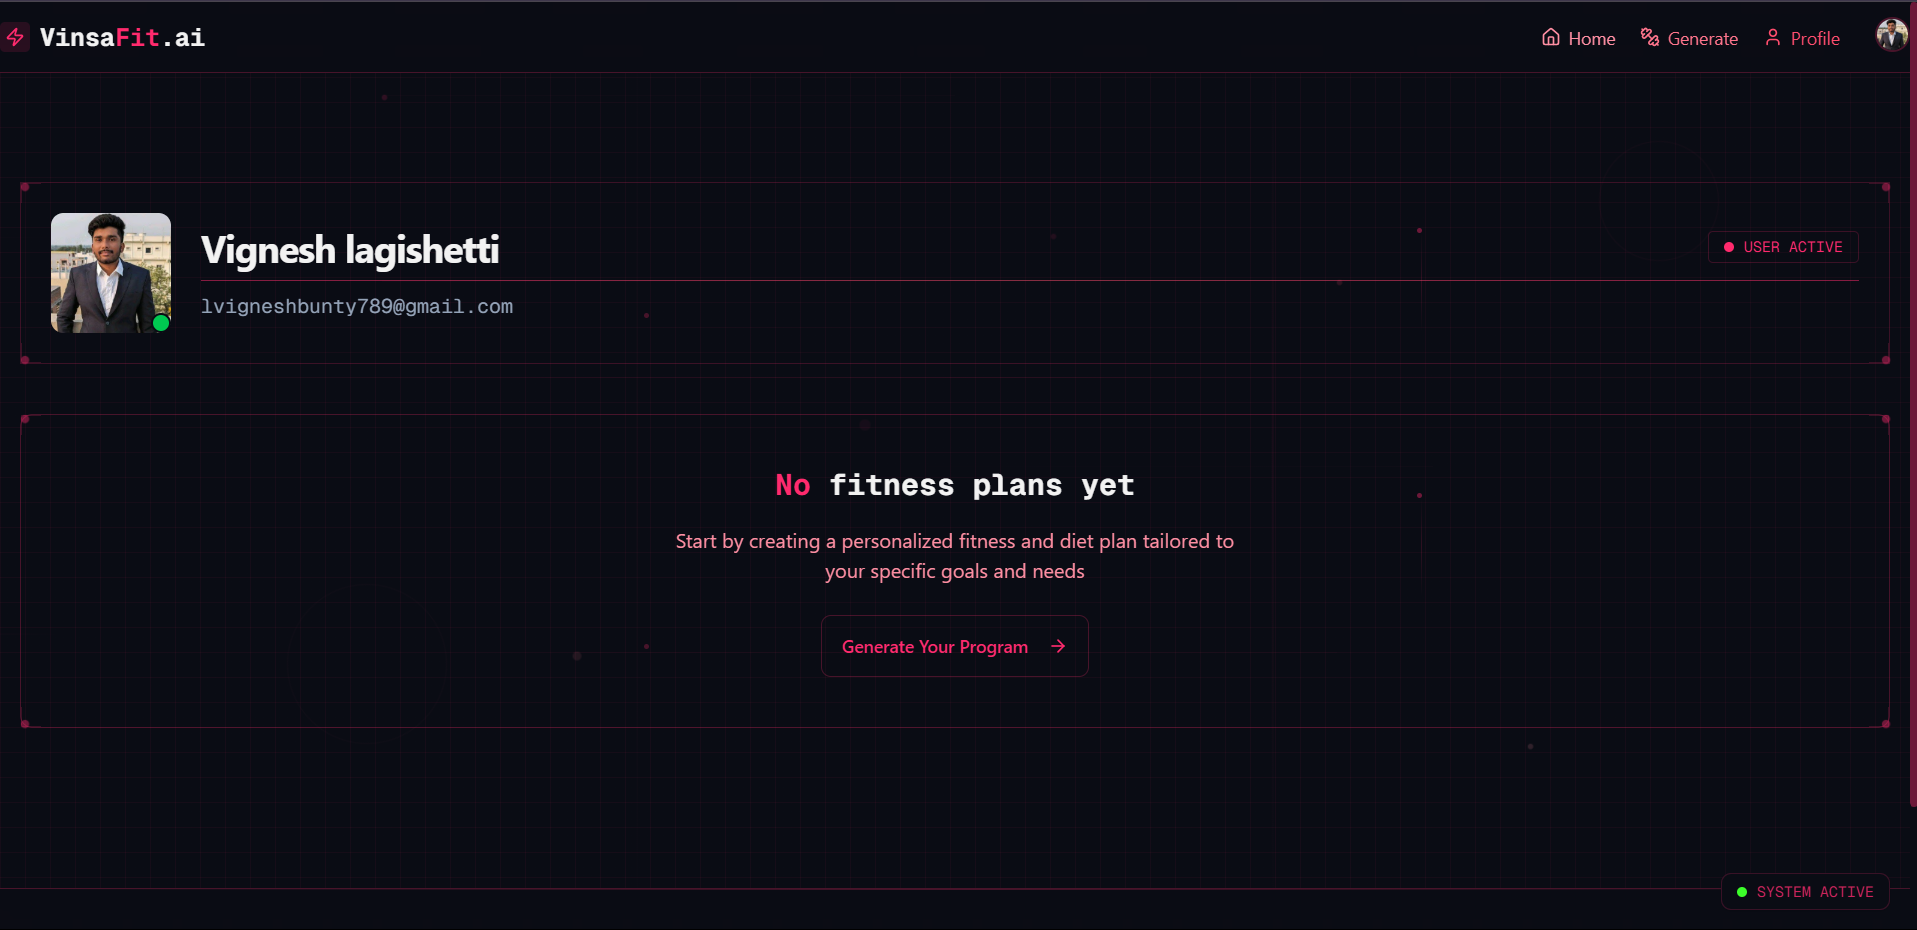 VinsaFit.ai
Home
Generate
Profile
Vignesh lagishetti
USER ACTIVE
lvigneshbunty789@gmail.com
No fitness plans yet
Start by creating a personalized fitness and diet plan tailored to
your specific goals and needs
Generate Your Program
SYSTEM ACTIVE